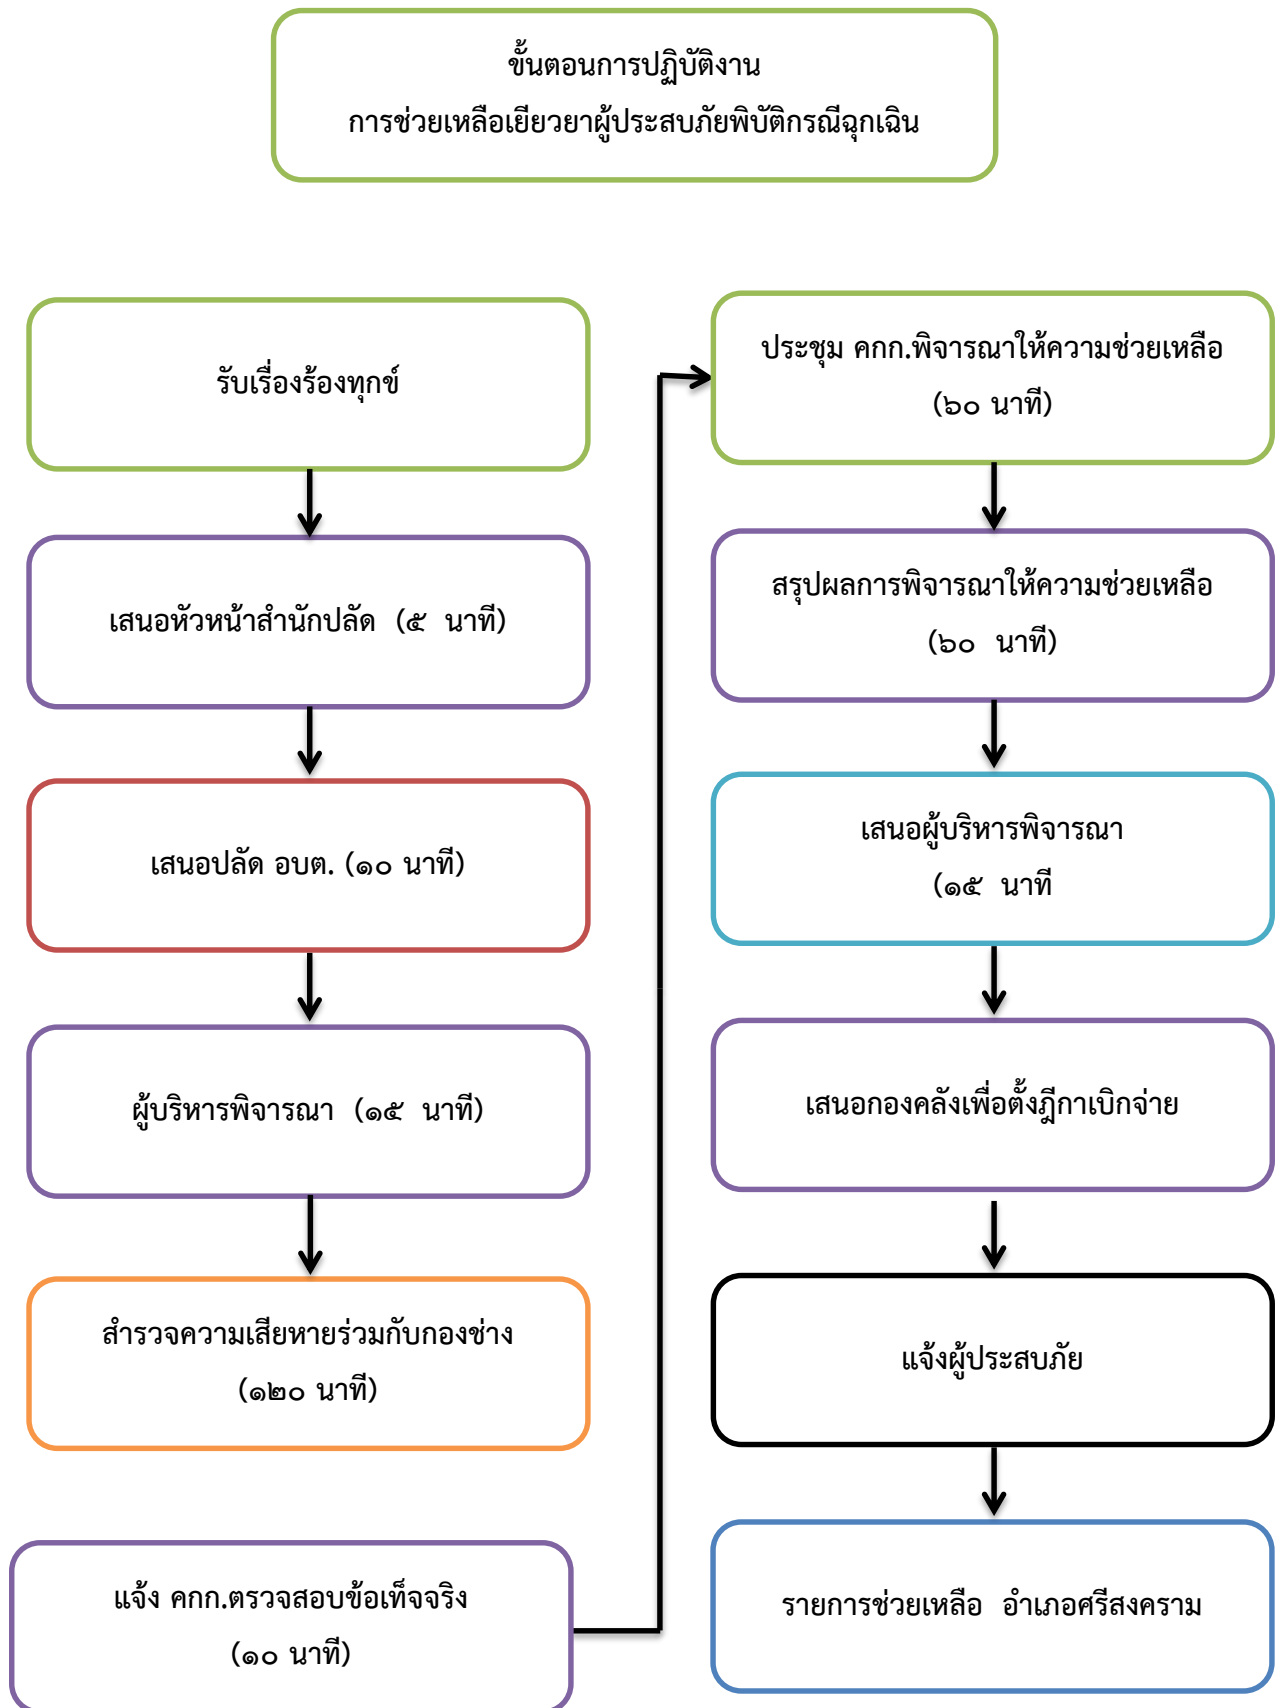 ขั้นตอนการปฏิบัติงาน
การช่วยเหลือเยียวยาผู้ประสบภัยพิบัติกรณีฉุกเฉิน
รับเรื่องร้องทุกข์
เสนอหัวหน้าสำนักปลัด (๕ นาที)
เสนอปลัด อบต. (๑๐ นาที)
ผู้บริหารพิจารณา (๑๕ นาที)
สำรวจความเสียหายร่วมกับกองช่าง
(๑๒๐ นาที)
แจ้ง คกก.ตรวจสอบข้อเท็จจริง
(๑๐ นาที)
ประชุม คกก.พิจารณาให้ความช่วยเหลือ
(๖๐ นาที)
สรุปผลการพิจารณาให้ความช่วยเหลือ
(๖๐ นาที)
เสนอผู้บริหารพิจารณา
(๑๕ นาที
เสนอกองคลังเพื่อตั้งฎีกาเบิกจ่าย
แจ้งผู้ประสบภัย
รายการช่วยเหลือ อำเภอศรีสงคราม